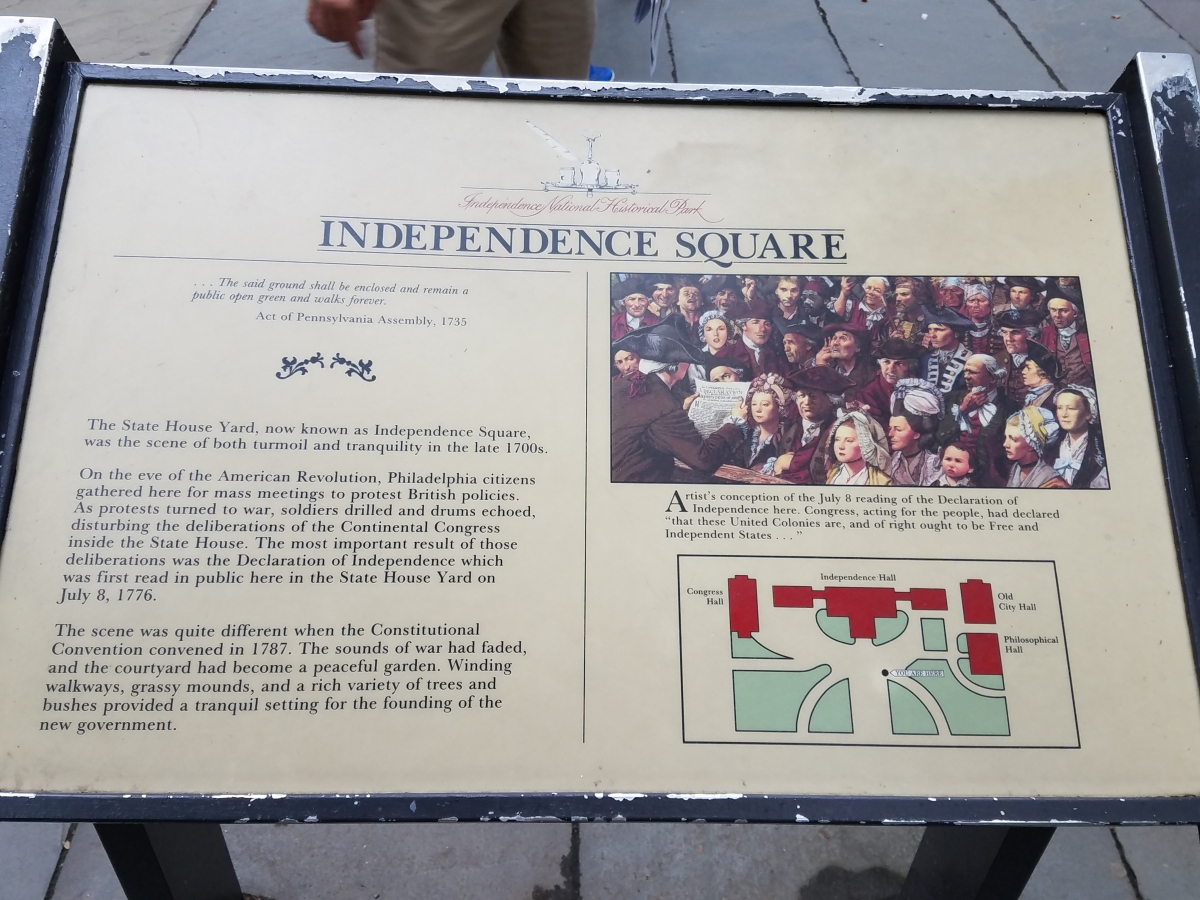 Independence National Historical Park
INDEPENDENCE SQUARE
. . . The said ground shall be enclosed and remain a
public open green and walks forever.
Act of Pennsylvania Assembly, 1735
The State House Yard, now known as Independence Square,
was the scene of both turmoil and tranquility in the late 1700s.
On the eve of the American Revolution, Philadelphia citizens
gathered here for mass meetings to protest British policies.
As protests turned to war, soldiers drilled and drums echoed,
disturbing the deliberations of the Continental Congress
inside the State House. The most important result of those
deliberations was the Declaration of Independence which
was first read in public here in the State House Yard on
July 8, 1776.
The scene was quite different when the Constitutional
Convention convened in 1787. The sounds of war had faded,
and the courtyard had become a peaceful garden. Winding
walkways, grassy mounds, and a rich variety of trees and
bushes provided a tranquil setting for the founding of the
new government.
DECLARATION
Artist's conception of the July 8 reading of the Declaration of
Independence here. Congress, acting for the people, had declared
"that these United Colonies are, and of right ought to be Free and
Independent States . . . "
Congress
Hall
Independence Hall
Old
City Hall
Philosophical
Hall
YOU ARE HERE